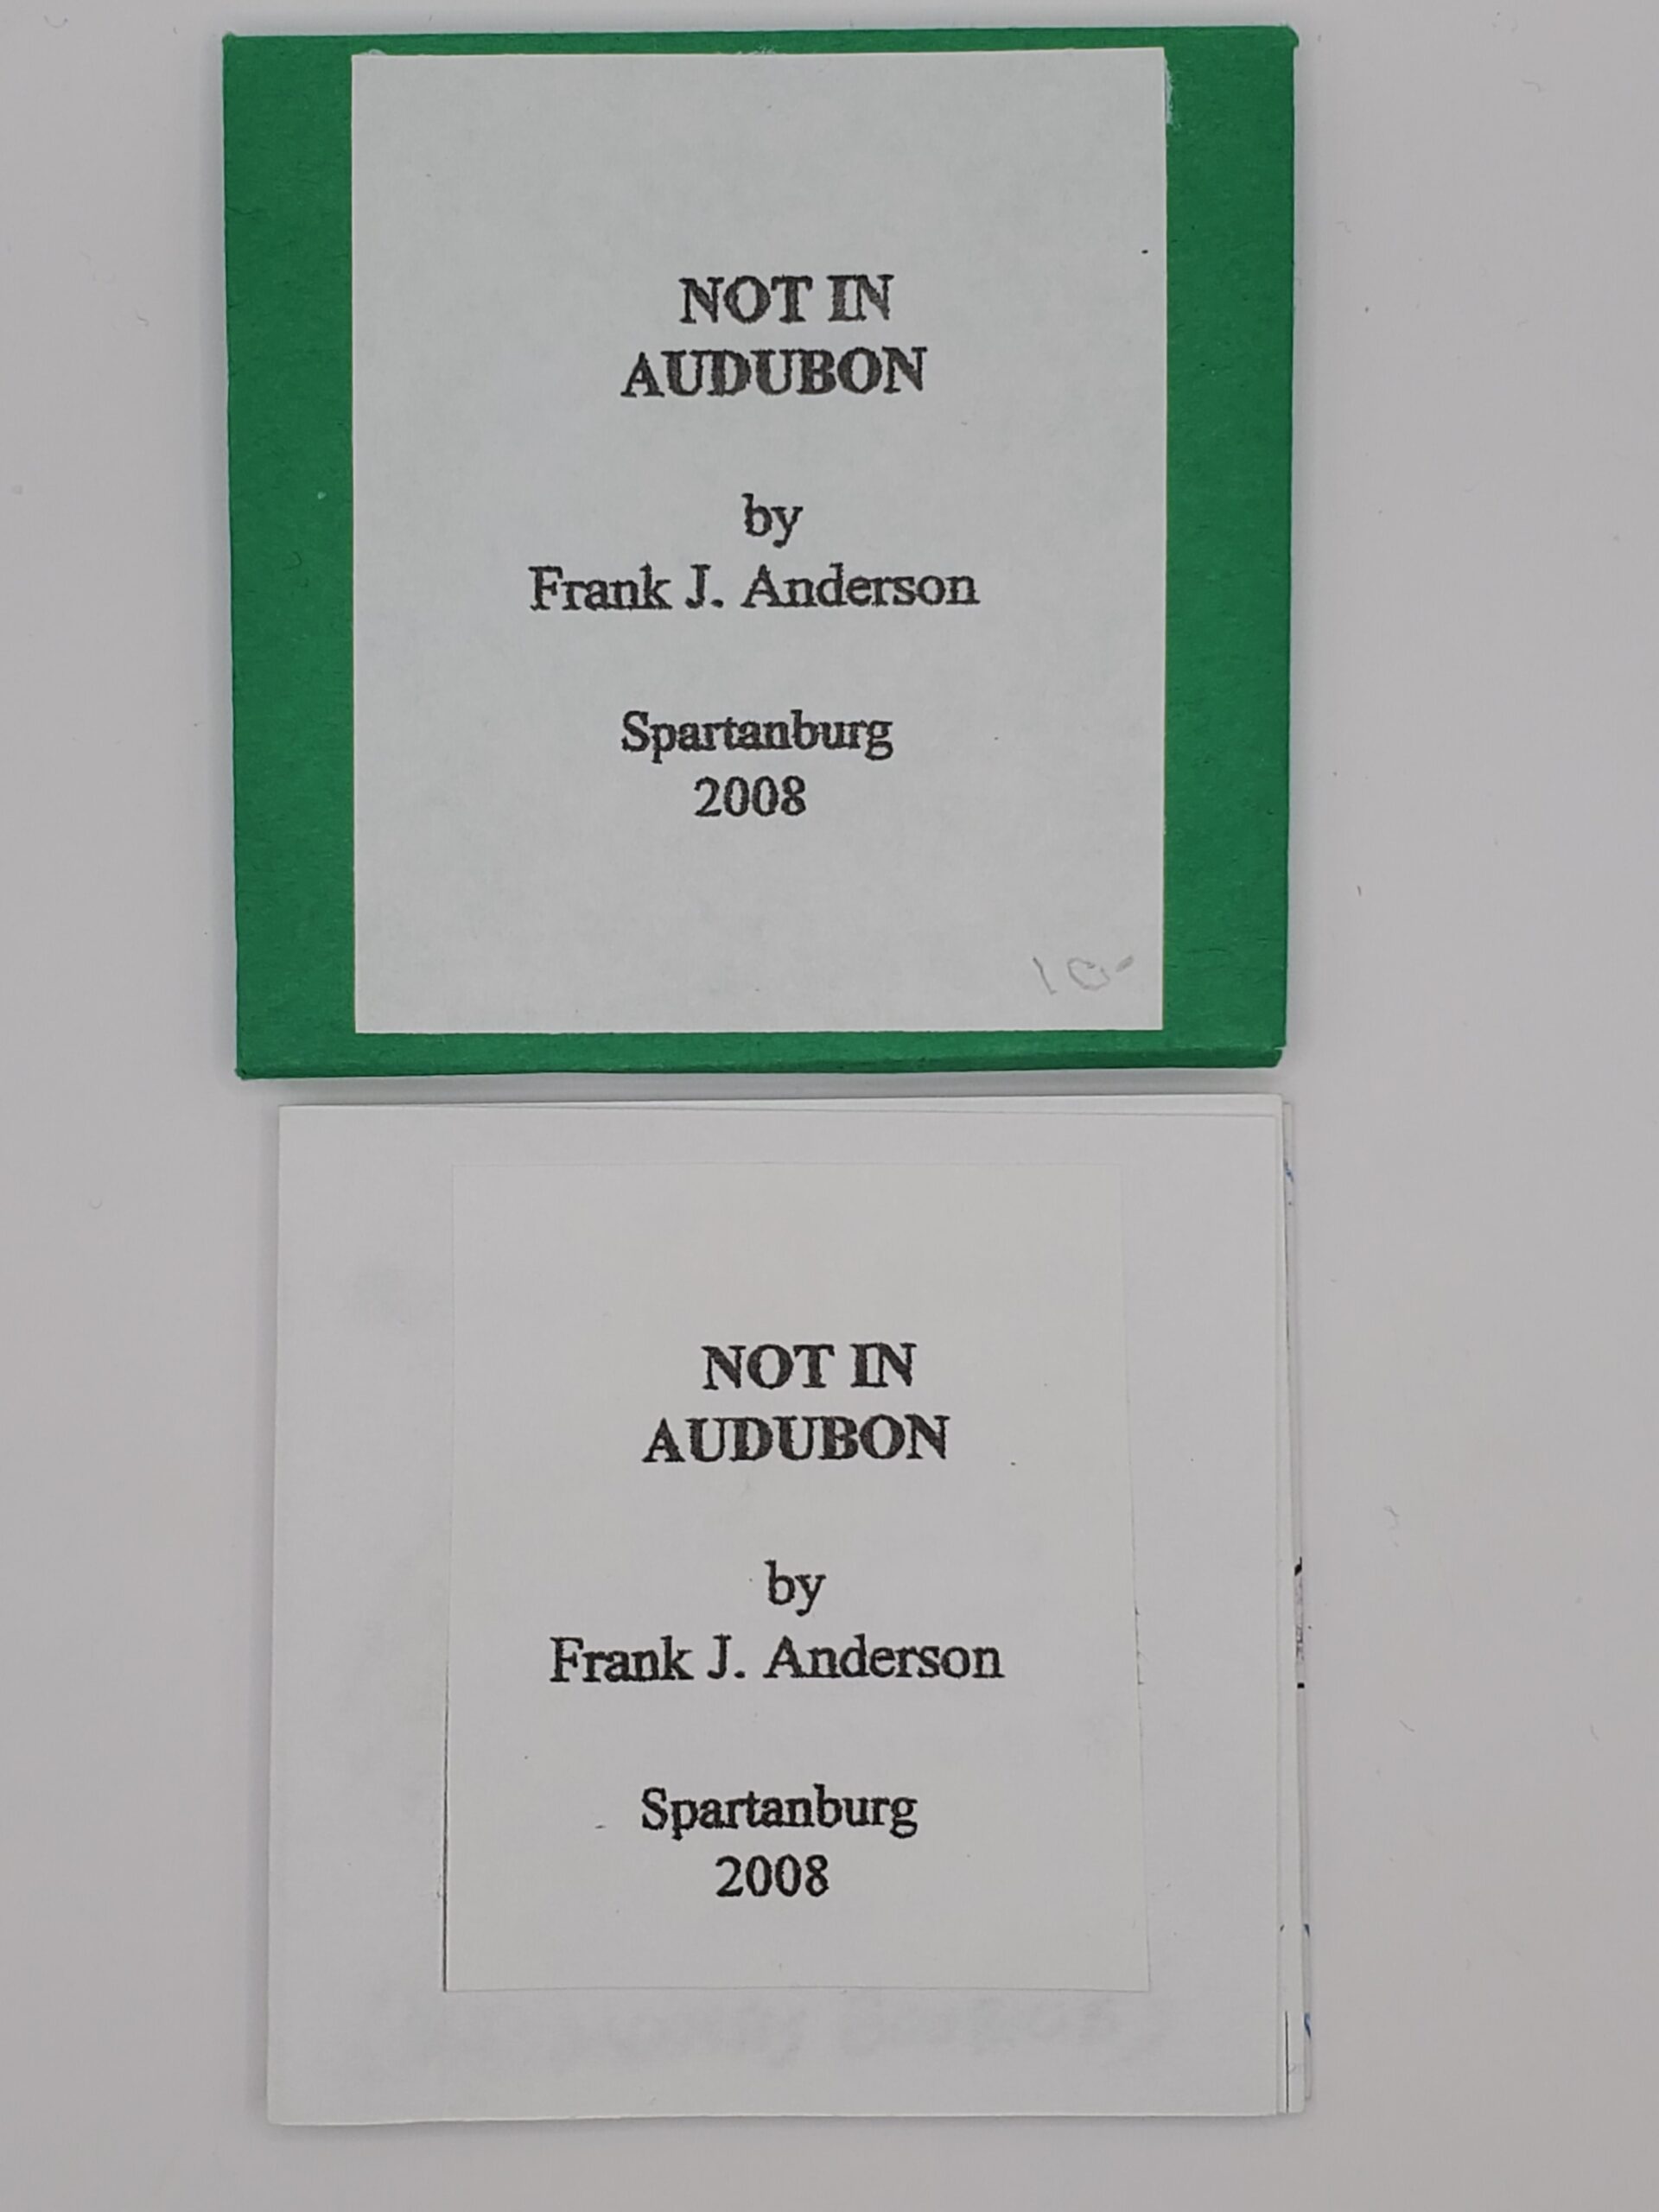 NOT IN
AUDUBON
by
Frank J. Anderson
Spartanburg
2008
10-
NOT IN
AUDUBON
by
Frank J. Anderson
Spartanburg
2008